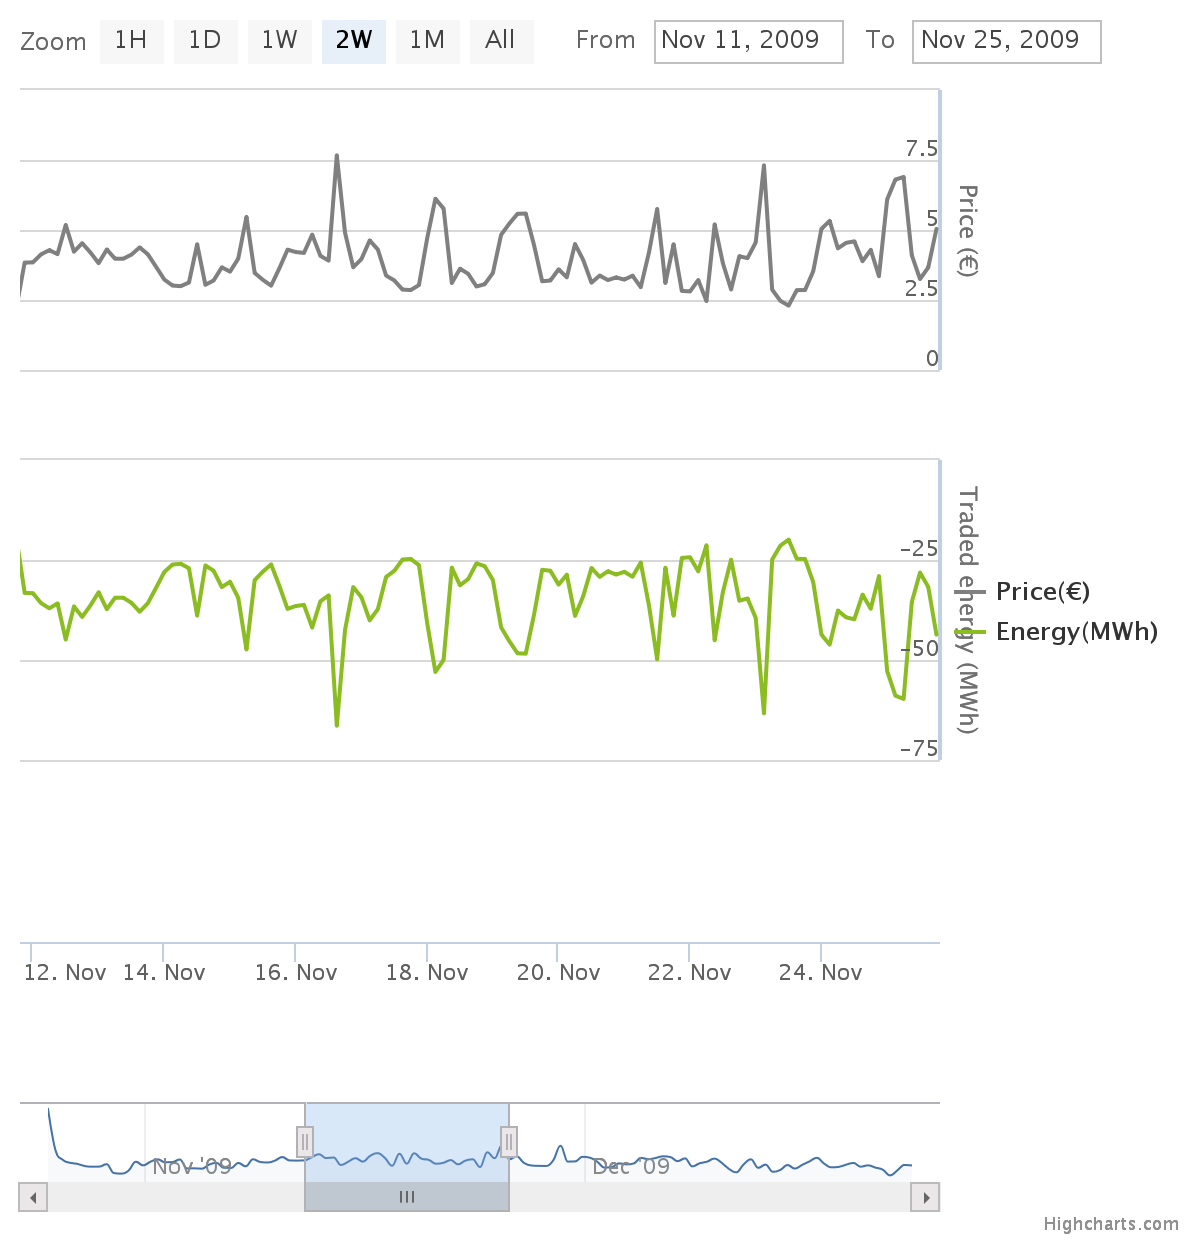 Zoom 1H 1D 1W 2W 1M All From Nov 11, 2009 To Nov 25, 2009
7.5
5
2.5
0
Price (€)
-25
-50
-75
Traded energy (MWh)
Price(€)
Energy(MWh)
12. Nov 14. Nov 16. Nov 18. Nov 20. Nov 22. Nov 24. Nov
Nov '09 Dec '09
Highcharts.com